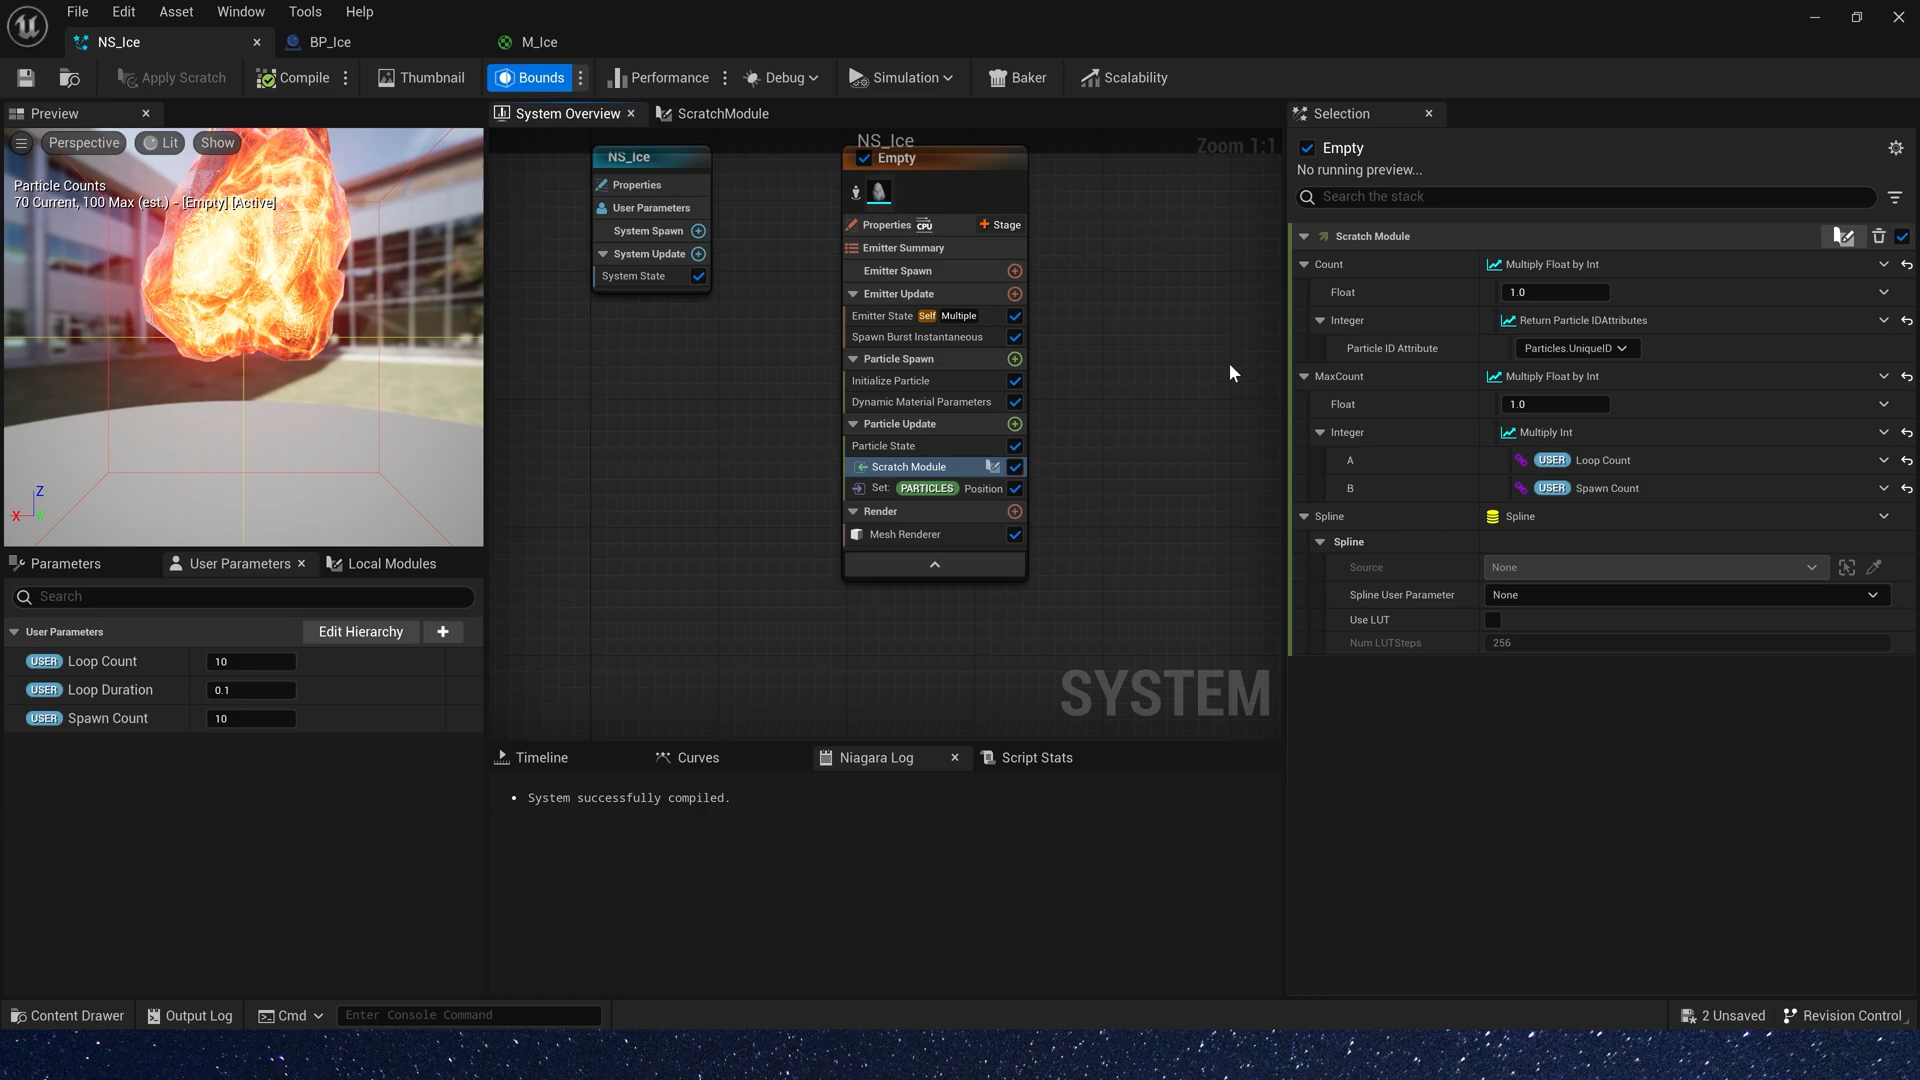 File Edit Asset Window Tools Help
NS_Ice BP_Ice M_Ice
Apply Scratch Compile Thumbnail Bounds Performance Debug Simulation Baker Scalability
Preview
Perspective Lit Show
Particle Counts
70 Current, 100 Max (est.) - [Empty] [Active]
Z
X Y
Parameters User Parameters Local Modules
Search
User Parameters Edit Hierarchy
USER Loop Count 10
USER Loop Duration 0.1
USER Spawn Count 10
System Overview ScratchModule
NS_Ice
Zoom 1:1
NS_Ice
Properties
User Parameters
System Spawn
System Update
System State
Empty
Properties CPU Stage
Emitter Summary
Emitter Spawn
Emitter Update
Emitter State Self Multiple
Spawn Burst Instantaneous
Particle Spawn
Initialize Particle
Dynamic Material Parameters
Particle Update
Particle State
Scratch Module
Set: PARTICLES Position
Render
Mesh Renderer
SYSTEM
Timeline Curves Niagara Log Script Stats
System successfully compiled.
Selection
Empty
No running preview...
Search the stack
Scratch Module
Count Multiply Float by Int
Float 1.0
Integer Return Particle IDAttributes
Particle ID Attribute Particles.UniqueID
MaxCount Multiply Float by Int
Float 1.0
Integer Multiply Int
A USER Loop Count
B USER Spawn Count
Spline Spline
Spline
Source None
Spline User Parameter None
Use LUT
Num LUTSteps 256
Content Drawer Output Log Cmd Enter Console Command 2 Unsaved Revision Control